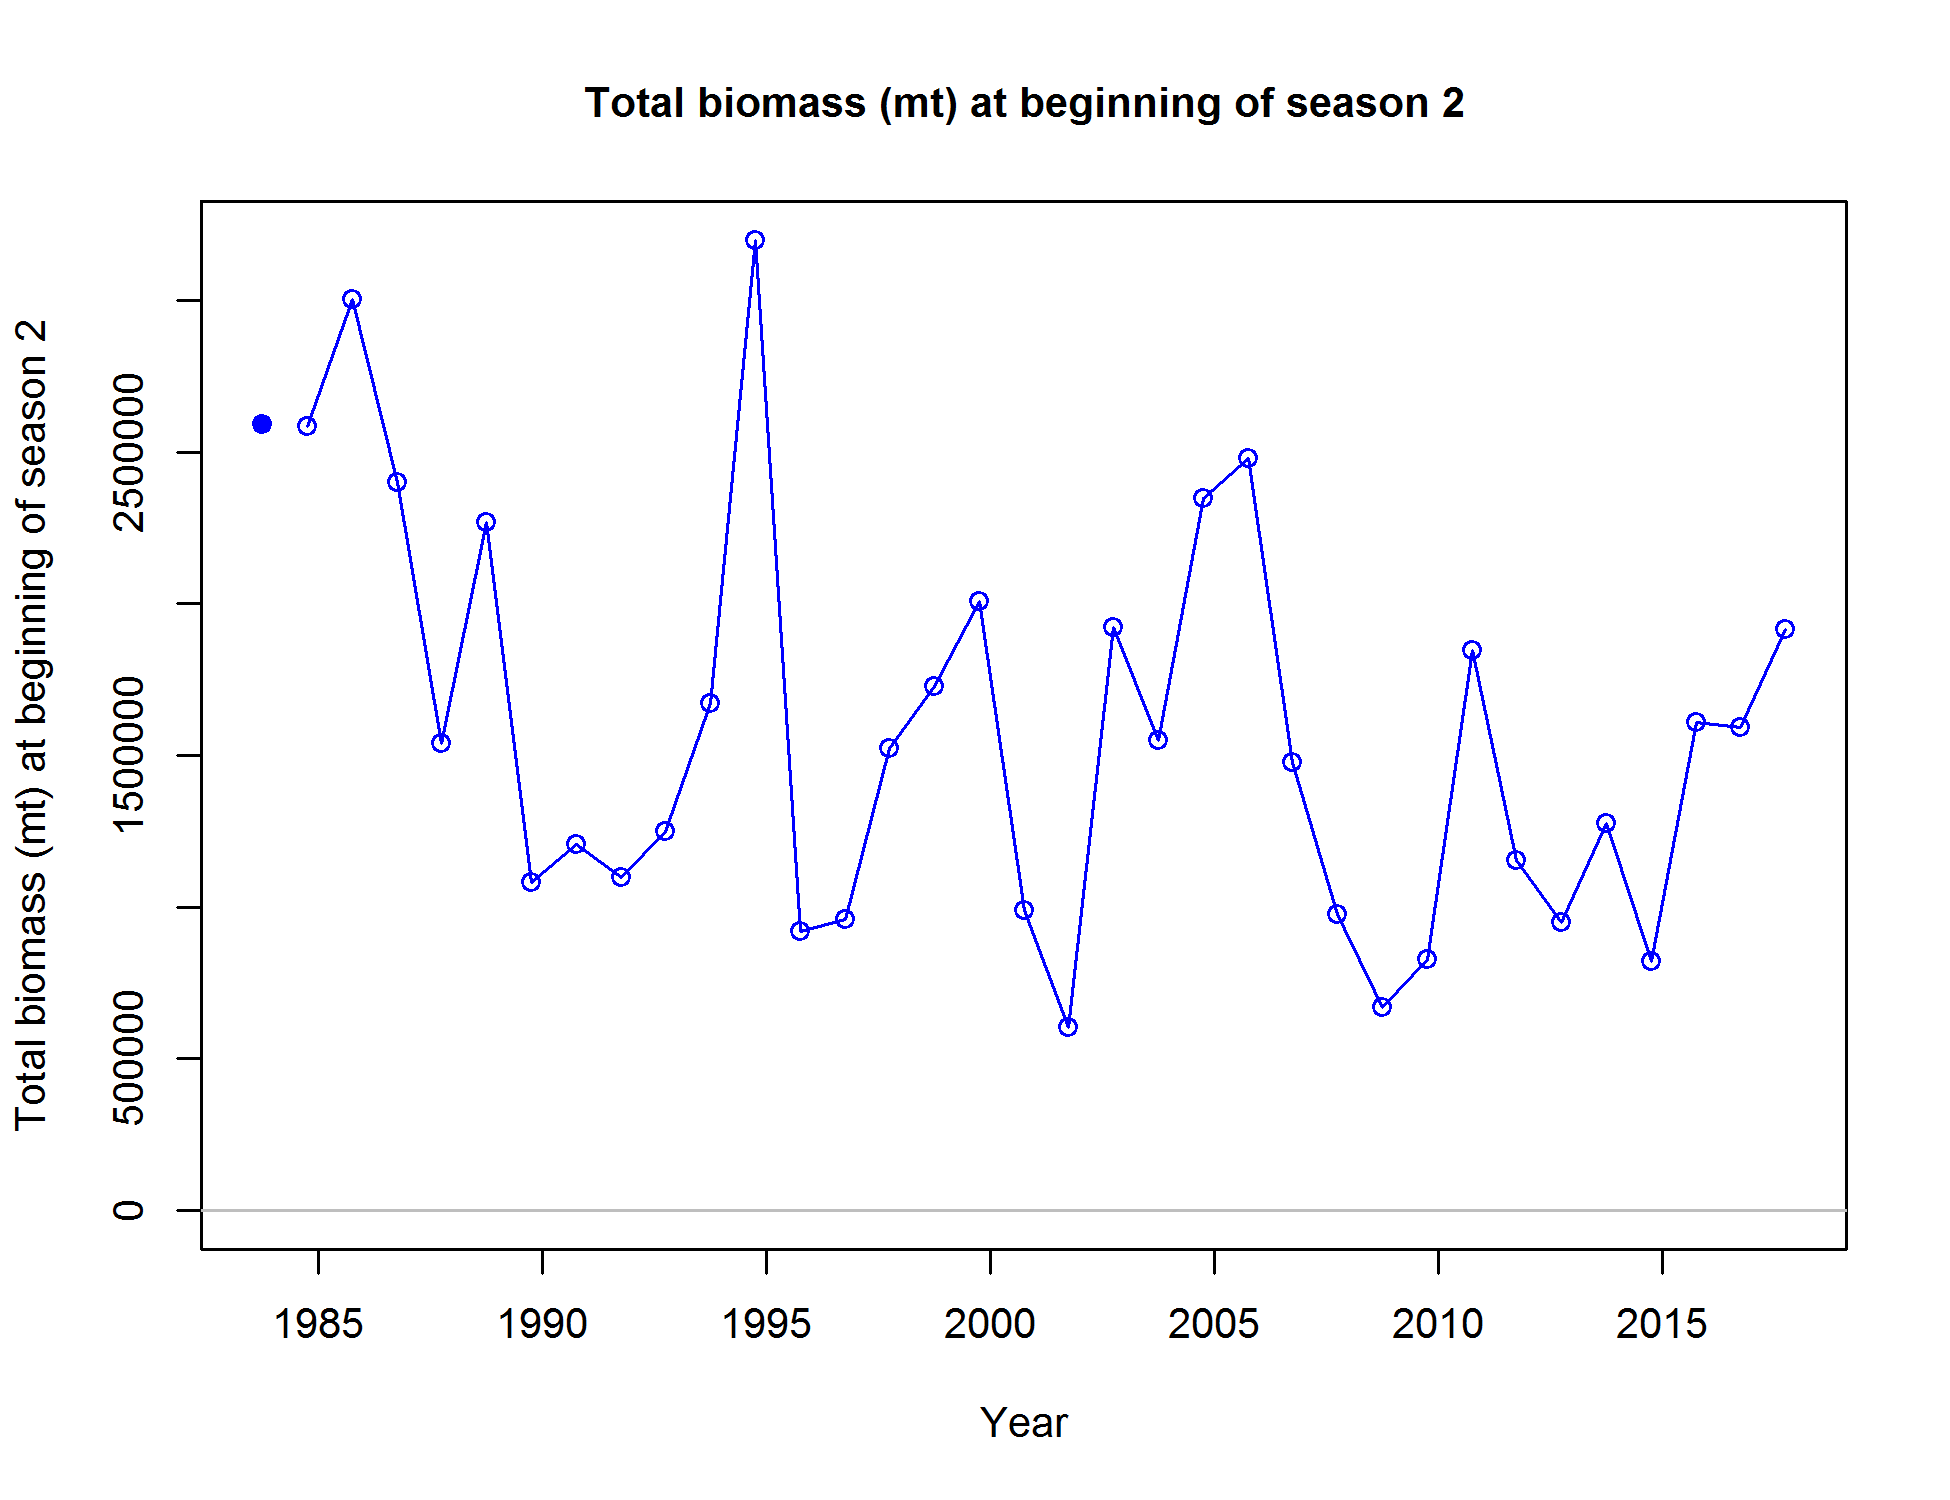 Total biomass (mt) at beginning of season 2
Total biomass (mt) at beginning of season 2
2500000
1500000
500000
0
1985 1990 1995 2000 2005 2010 2015
Year